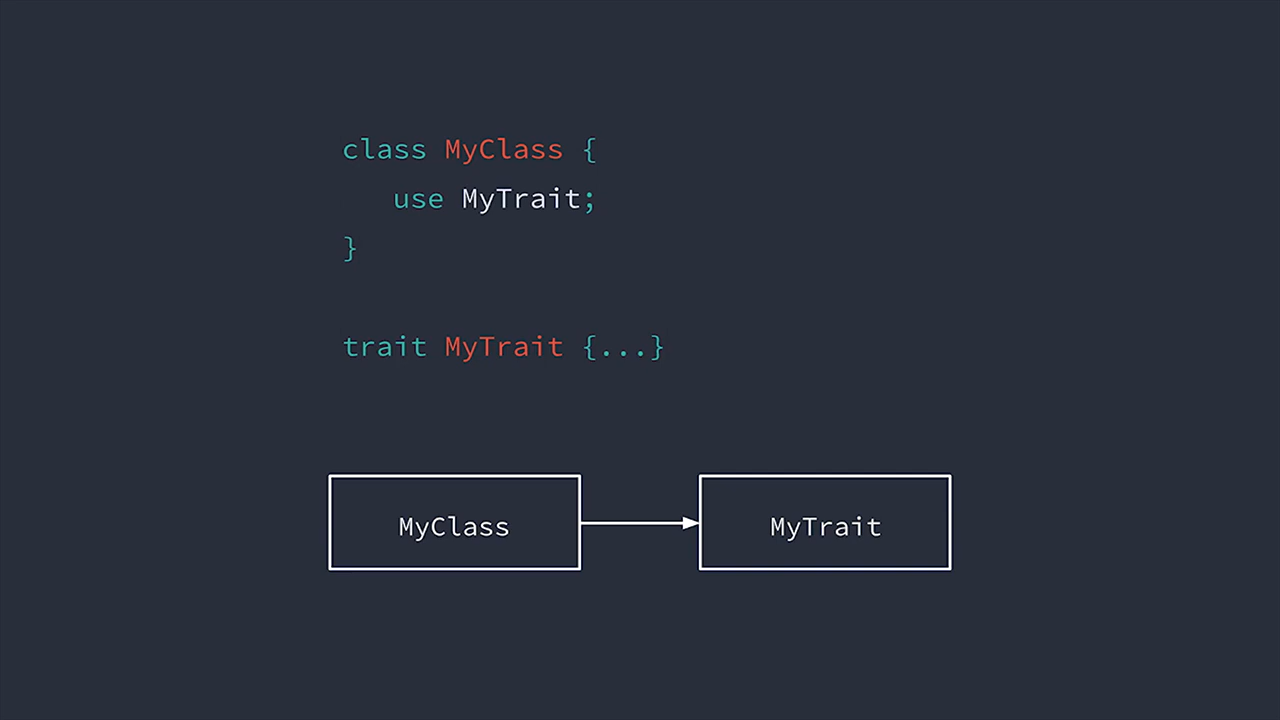 class MyClass {
   use MyTrait;
}
trait MyTrait {...}
MyClass
MyTrait